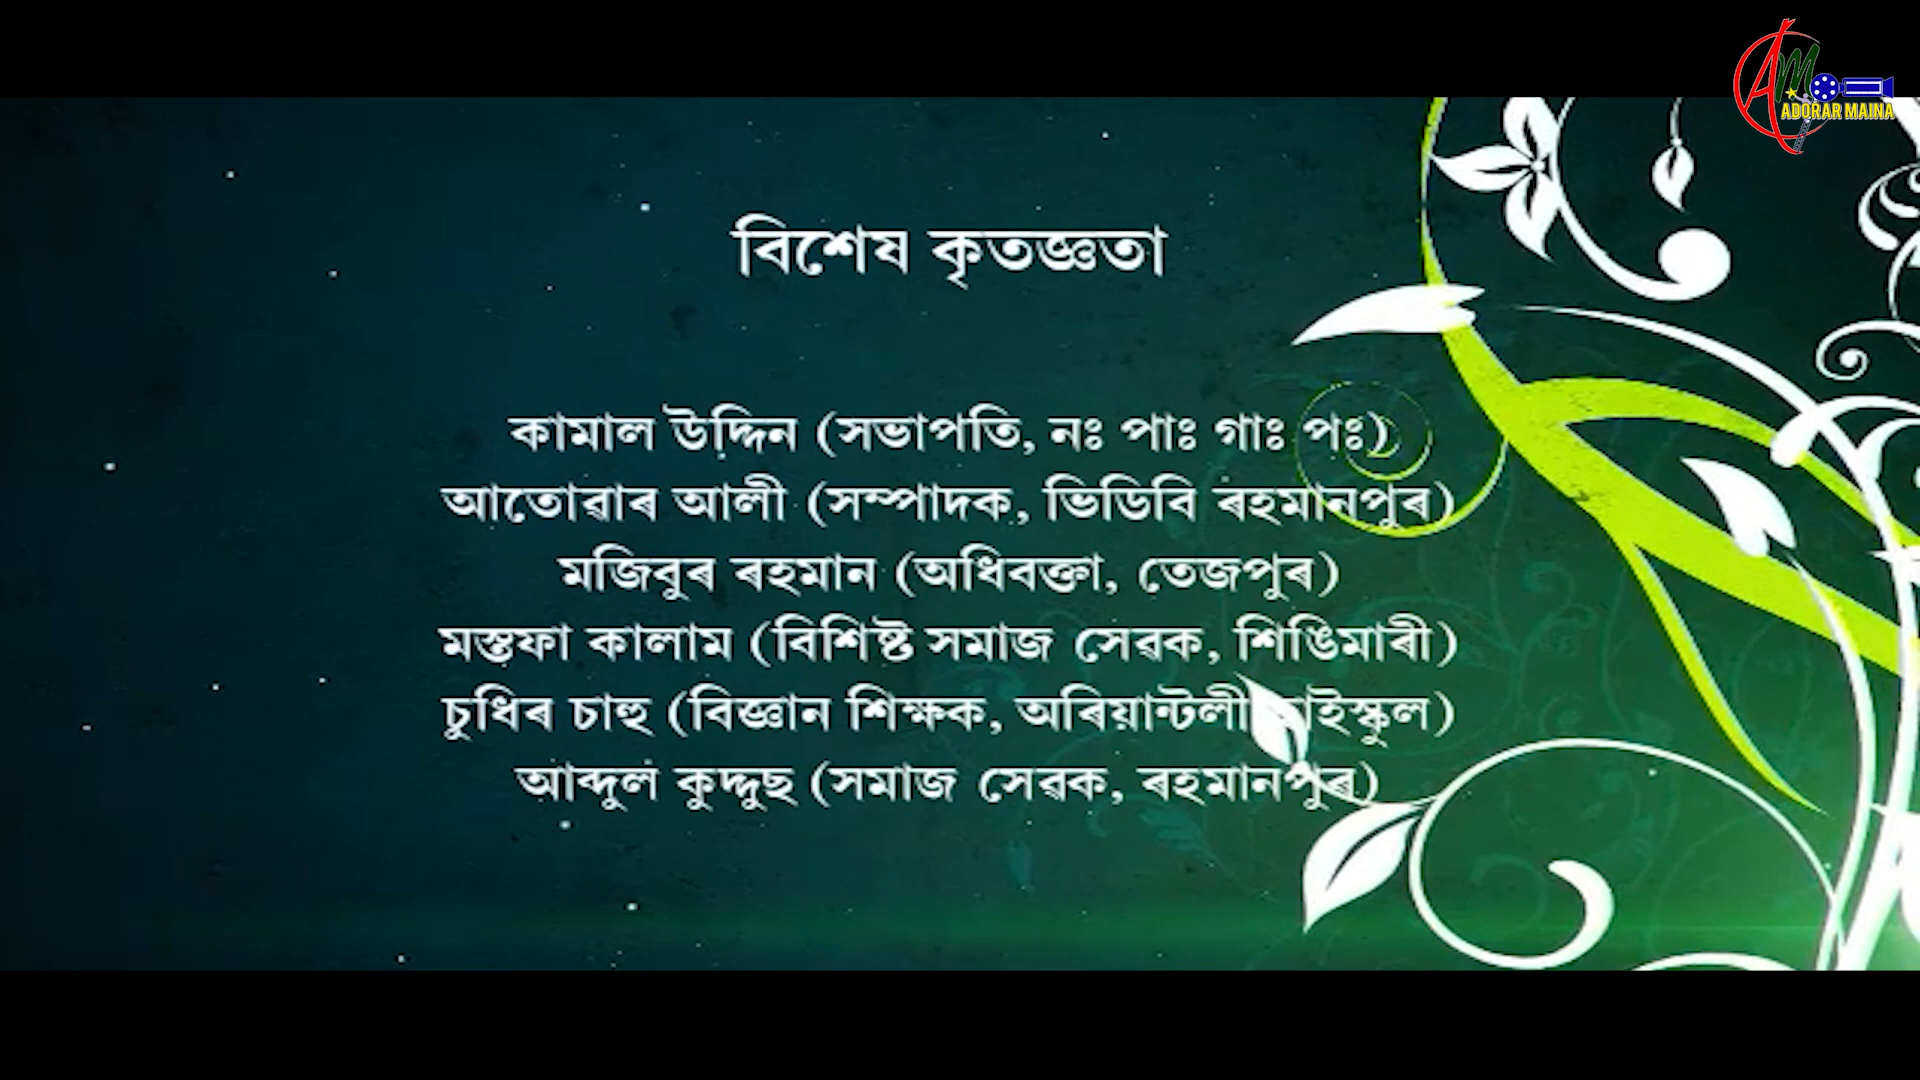 ADORAR MAINA
বিশেষ কৃতজ্ঞতা
কামাল উদ্দিন (সভাপতি, নঃ পাঃ গাঃ পঃ)
আতোৱাৰ আলী (সম্পাদক, ভিডিবি ৰহমানপুৰ)
মজিবুৰ ৰহমান (অধিবক্তা, তেজপুৰ)
মস্তফা কালাম (বিশিষ্ট সমাজ সেৱক, শিঙিমাৰী)
চুধিৰ চাহু (বিজ্ঞান শিক্ষক, অৰিয়ান্টলী হাইস্কুল)
আব্দুল কুদ্দুছ (সমাজ সেৱক, ৰহমানপুৰ)